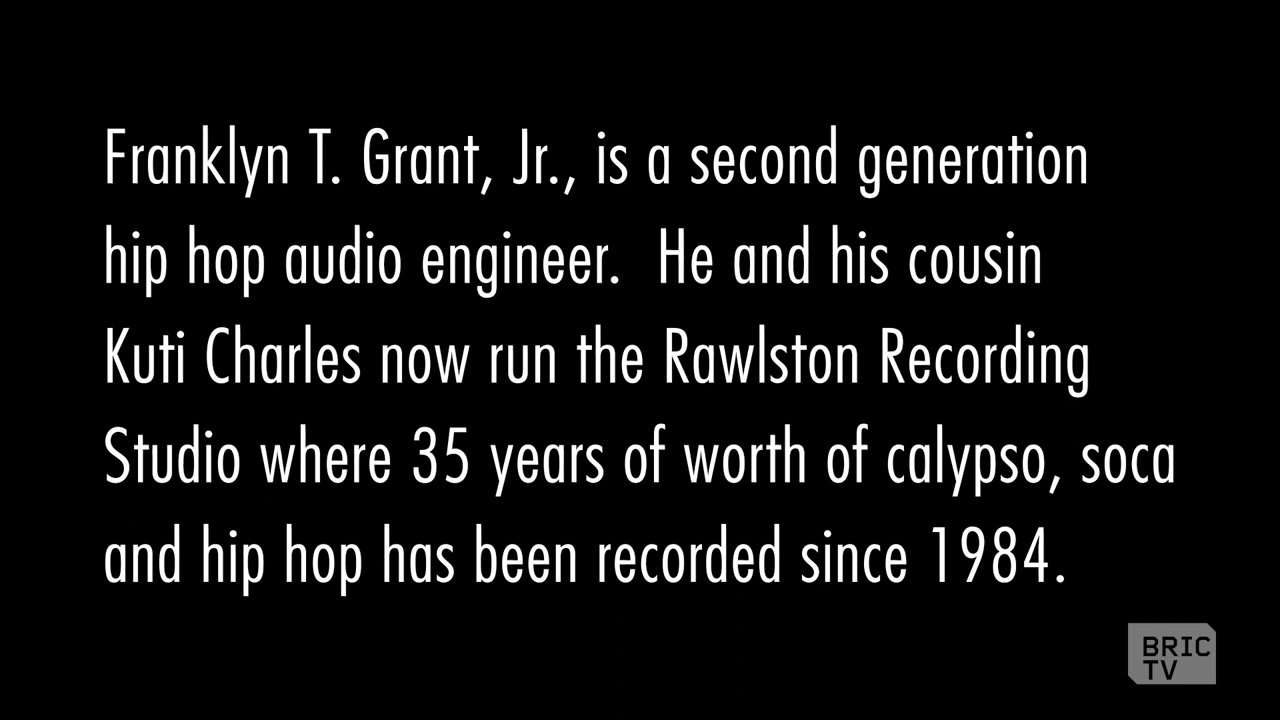 Franklyn T. Grant, Jr., is a second generation
hip hop audio engineer.  He and his cousin
Kuti Charles now run the Rawlston Recording
Studio where 35 years of worth of calypso, soca
and hip hop has been recorded since 1984.
BRIC
TV